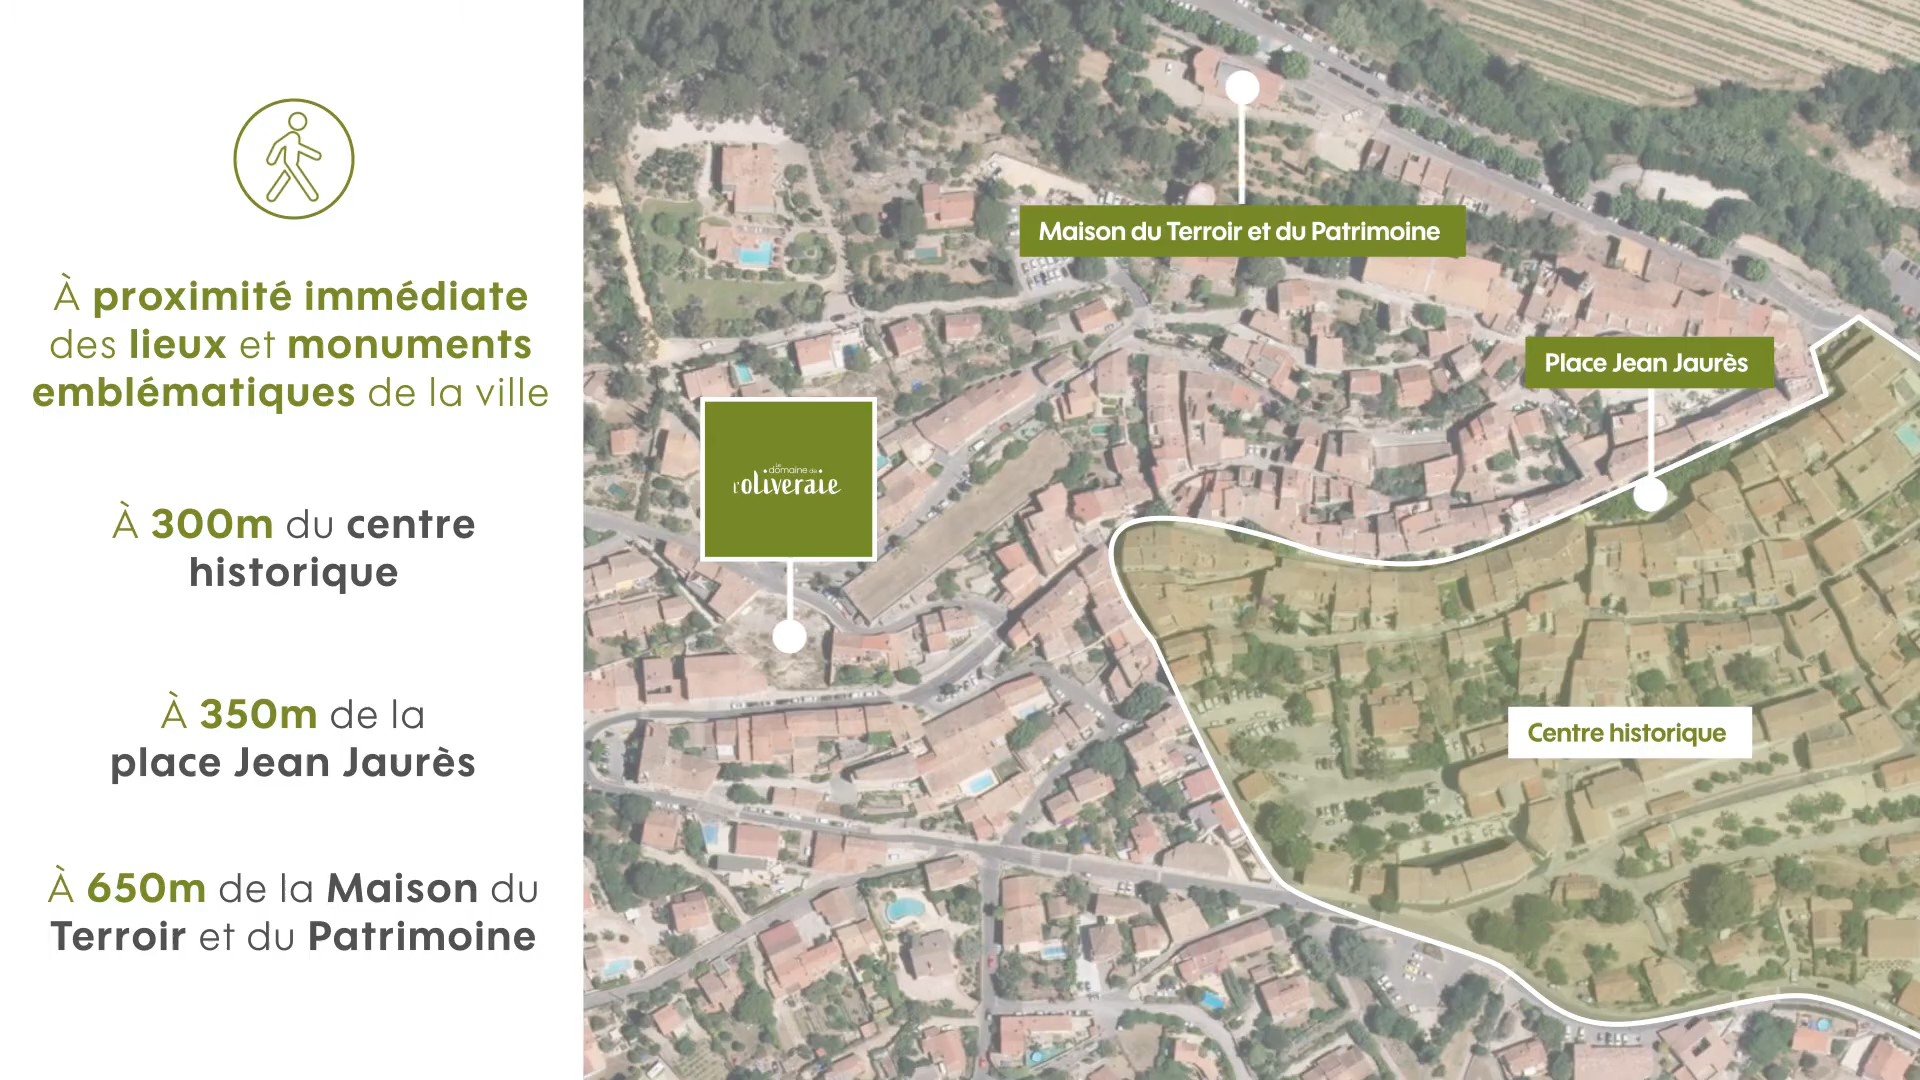 À proximité immédiate
des lieux et monuments
emblématiques de la ville
À 300m du centre
historique
À 350m de la
place Jean Jaurès
À 650m de la Maison du
Terroir et du Patrimoine
Maison du Terroir et du Patrimoine
Place Jean Jaurès
le
domaine de
l'oliveraie
Centre historique